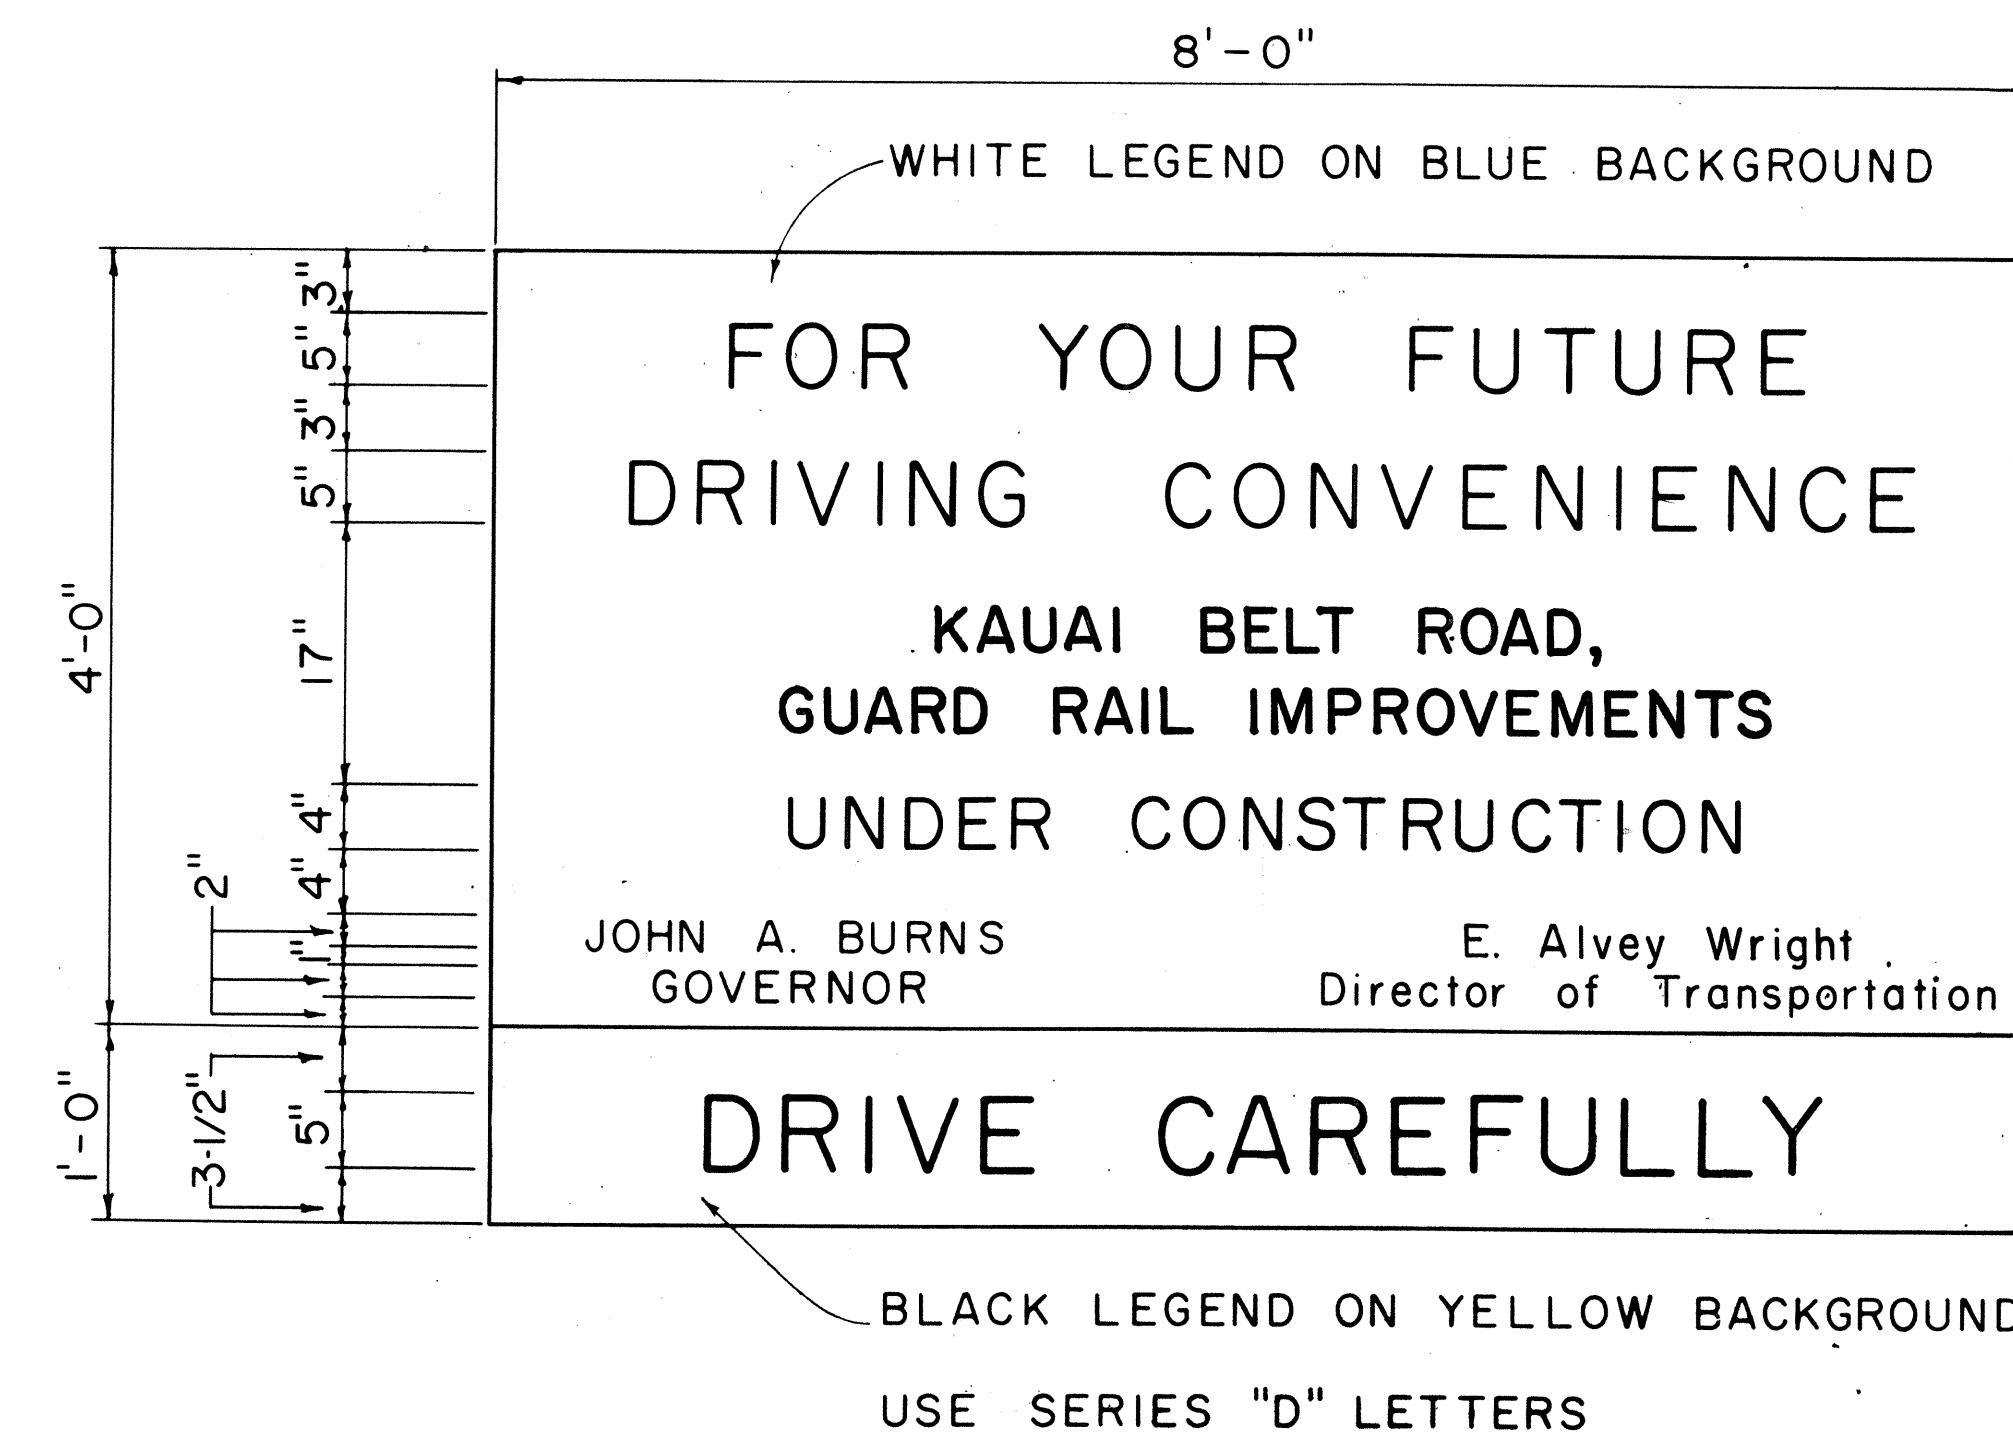 8'-0"
WHITE LEGEND ON BLUE BACKGROUND
3"
5"
3"
5"
17"
4"
4"
2"
1"
4'-0"
FOR YOUR FUTURE
DRIVING CONVENIENCE
KAUAI BELT ROAD,
GUARD RAIL IMPROVEMENTS
UNDER CONSTRUCTION
JOHN A. BURNS
GOVERNOR
E. Alvey Wright
Director of Transportation
1'-0"
3-1/2"
5"
DRIVE CAREFULLY
BLACK LEGEND ON YELLOW BACKGROUND
USE SERIES "D" LETTERS